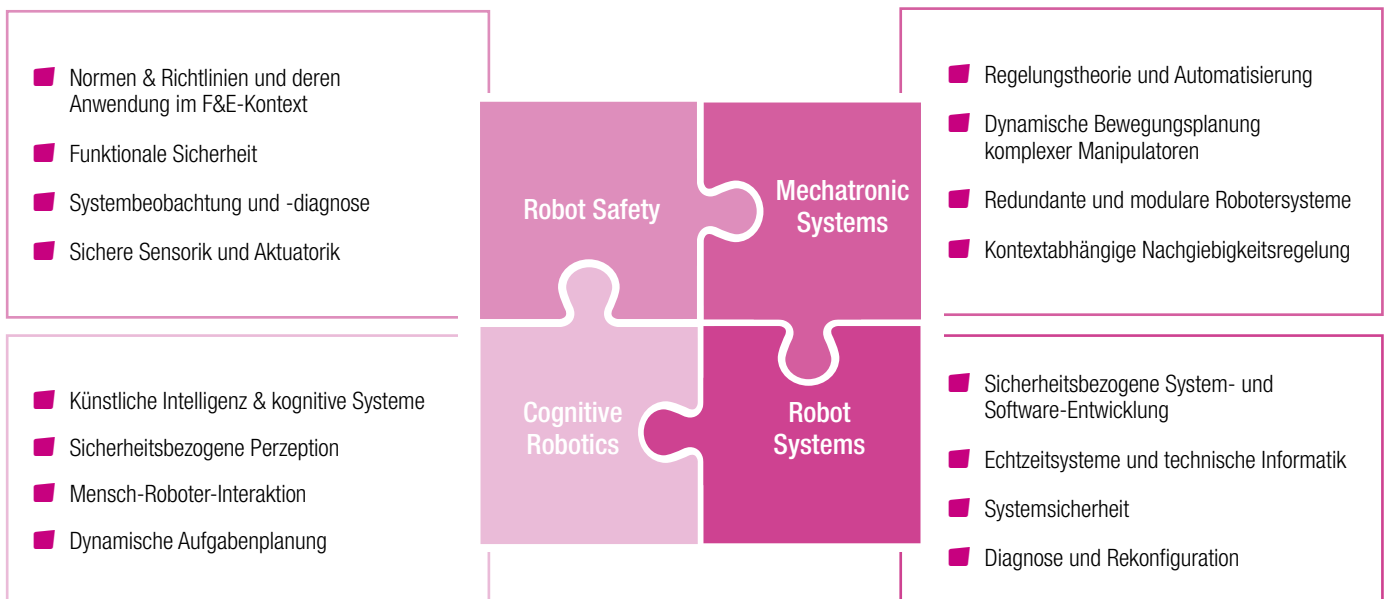 Normen & Richtlinien und deren
Anwendung im F&E-Kontext
Funktionale Sicherheit
Systembeobachtung und -diagnose
Sichere Sensorik und Aktuatorik
Robot Safety
Mechatronic
Systems
Regelungstheorie und Automatisierung
Dynamische Bewegungsplanung
komplexer Manipulatoren
Redundante und modulare Robotersysteme
Kontextabhängige Nachgiebigkeitsregelung
Künstliche Intelligenz & kognitive Systeme
Sicherheitsbezogene Perzeption
Mensch-Roboter-Interaktion
Dynamische Aufgabenplanung
Cognitive
Robotics
Robot
Systems
Sicherheitsbezogene System- und
Software-Entwicklung
Echtzeitsysteme und technische Informatik
Systemsicherheit
Diagnose und Rekonfiguration